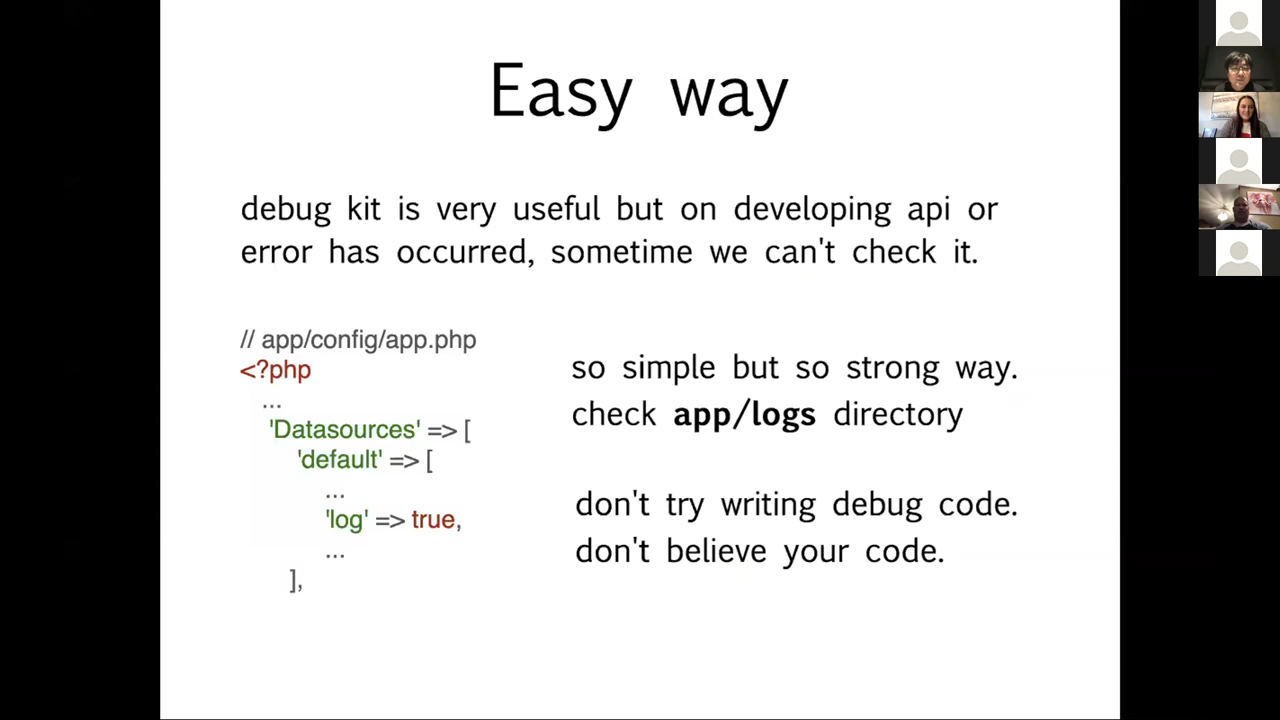 Easy way
debug kit is very useful but on developing api or
error has occurred, sometime we can't check it.
// app/config/app.php
<?php
...
'Datasources' => [
'default' => [
...
'log' => true,
...
],
so simple but so strong way.
check app/logs directory
don't try writing debug code.
don't believe your code.